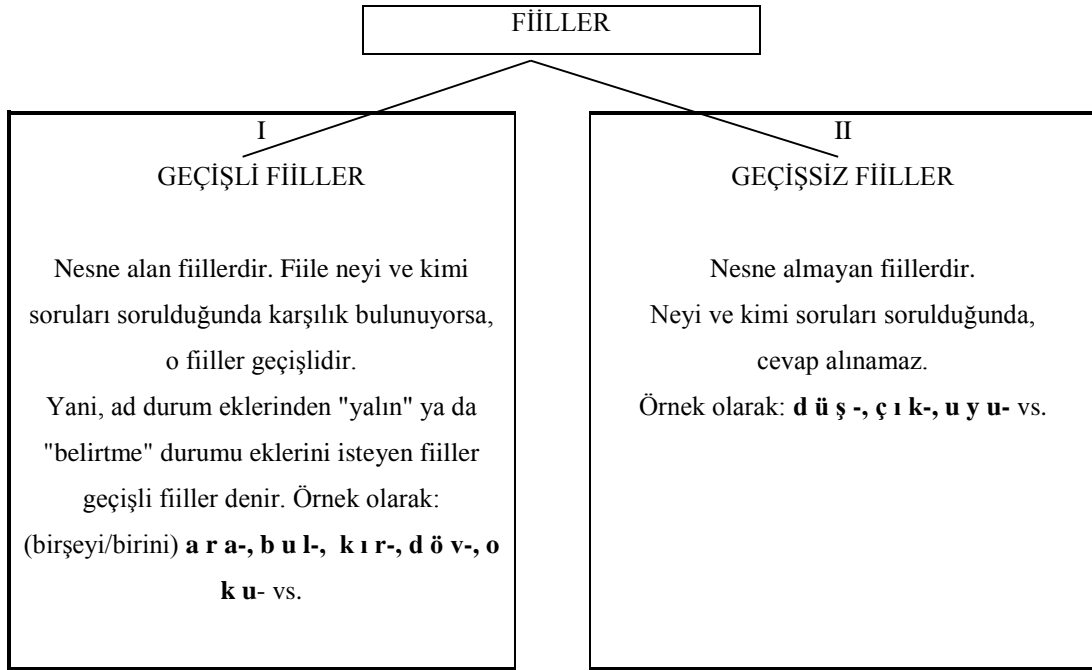 FİİLLER
I
GEÇİŞLİ FİİLLER
Nesne alan fiillerdir. Fiile neyi ve kimi
soruları sorulduğunda karşılık bulunuyorsa,
o fiiller geçişlidir.
Yani, ad durum eklerinden "yalın" ya da
"belirtme" durumu eklerini isteyen fiiller
geçişli fiiller denir. Örnek olarak:
(birşeyi/birini) a r a-, b u l-, k ı r-, d ö v-, o
k u- vs.
II
GEÇİŞSİZ FİİLLER
Nesne almayan fiillerdir.
Neyi ve kimi soruları sorulduğunda,
cevap alınamaz.
Örnek olarak: d ü ş -, ç ı k-, u y u- vs.